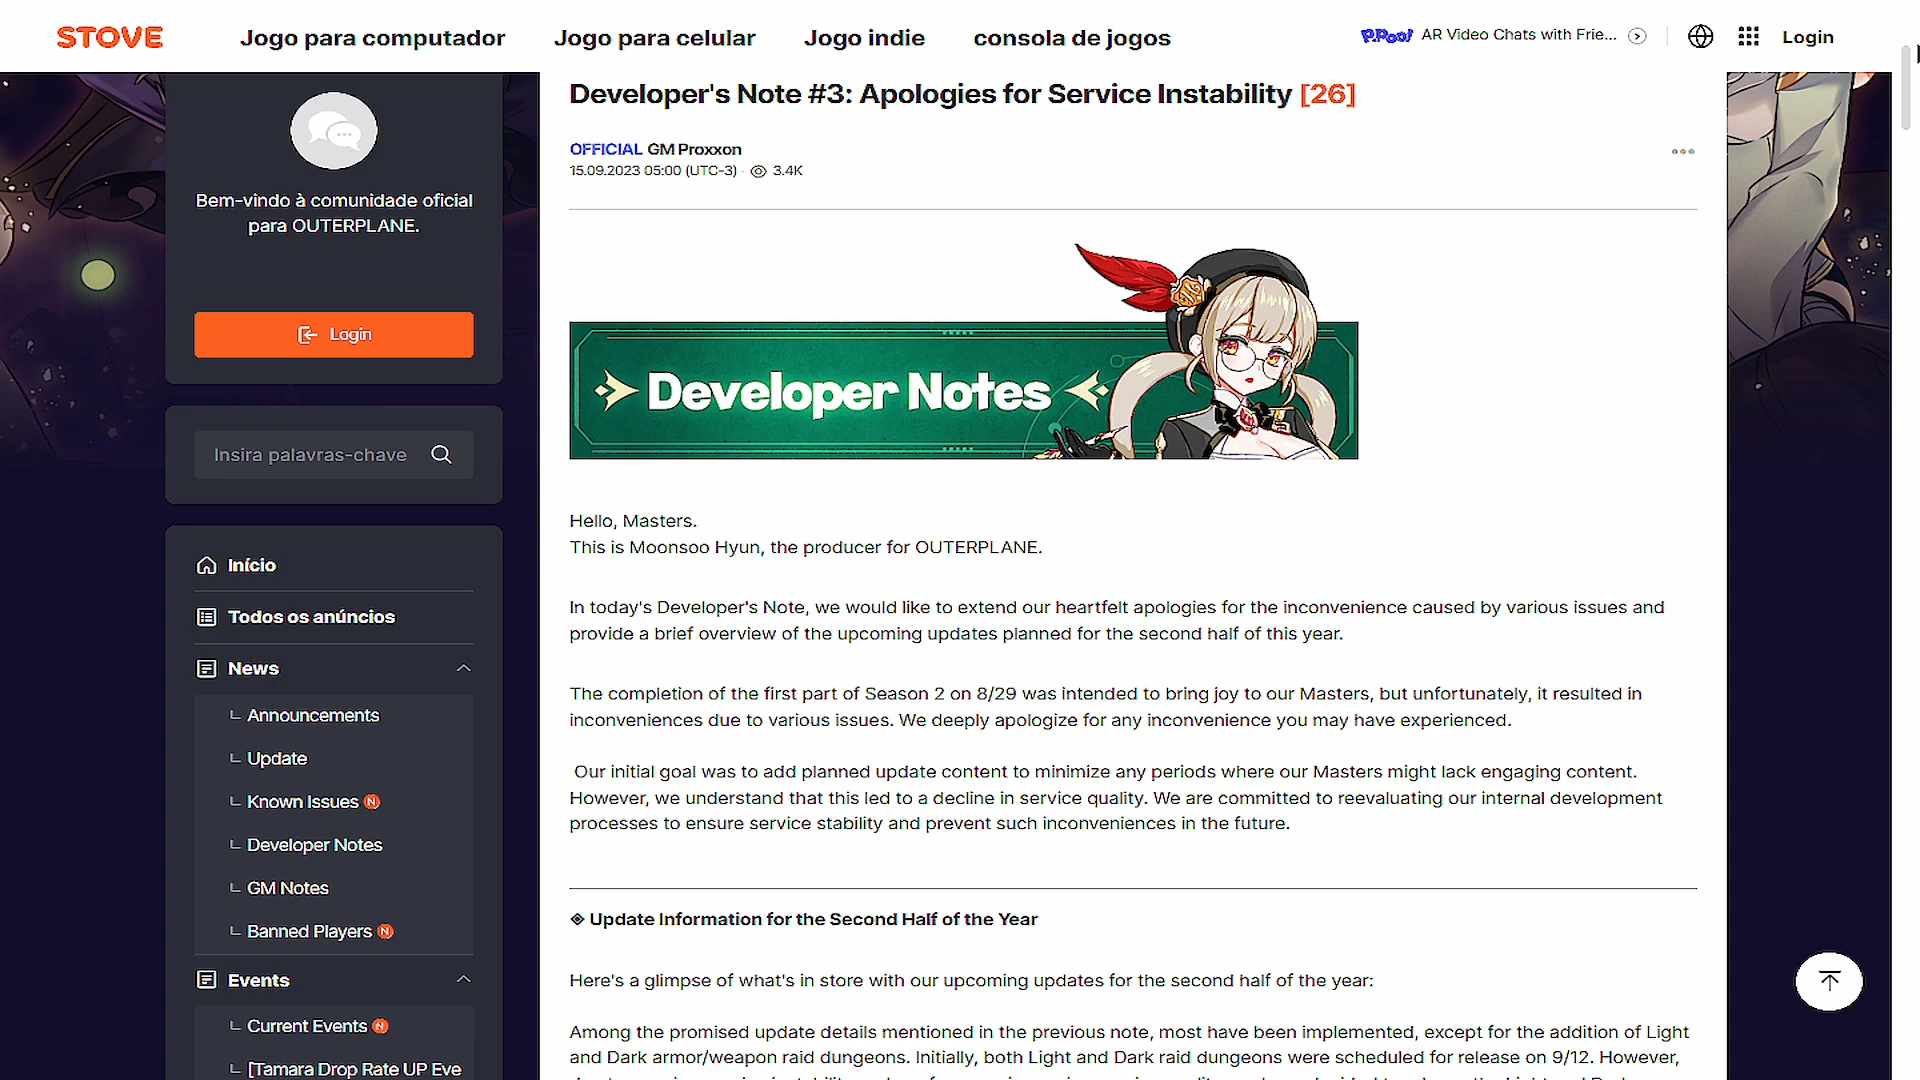 STOVE
Jogo para computador
Jogo para celular
Jogo indie
consola de jogos
P.Poo! AR Video Chats with Frie...
Login
Bem-vindo à comunidade oficial
para OUTERPLANE.
Login
Insira palavras-chave
Início
Todos os anúncios
News
Announcements
Update
Known Issues N
Developer Notes
GM Notes
Banned Players N
Events
Current Events N
[Tamara Drop Rate UP Eve
Developer's Note #3: Apologies for Service Instability [26]
OFFICIAL GM Proxxon
15.09.2023 05:00 (UTC-3) · 3.4K
Developer Notes
Hello, Masters.
This is Moonsoo Hyun, the producer for OUTERPLANE.
In today's Developer's Note, we would like to extend our heartfelt apologies for the inconvenience caused by various issues and
provide a brief overview of the upcoming updates planned for the second half of this year.
The completion of the first part of Season 2 on 8/29 was intended to bring joy to our Masters, but unfortunately, it resulted in
inconveniences due to various issues. We deeply apologize for any inconvenience you may have experienced.
Our initial goal was to add planned update content to minimize any periods where our Masters might lack engaging content.
However, we understand that this led to a decline in service quality. We are committed to reevaluating our internal development
processes to ensure service stability and prevent such inconveniences in the future.
◈ Update Information for the Second Half of the Year
Here's a glimpse of what's in store with our upcoming updates for the second half of the year:
Among the promised update details mentioned in the previous note, most have been implemented, except for the addition of Light
and Dark armor/weapon raid dungeons. Initially, both Light and Dark raid dungeons were scheduled for release on 9/12. However,